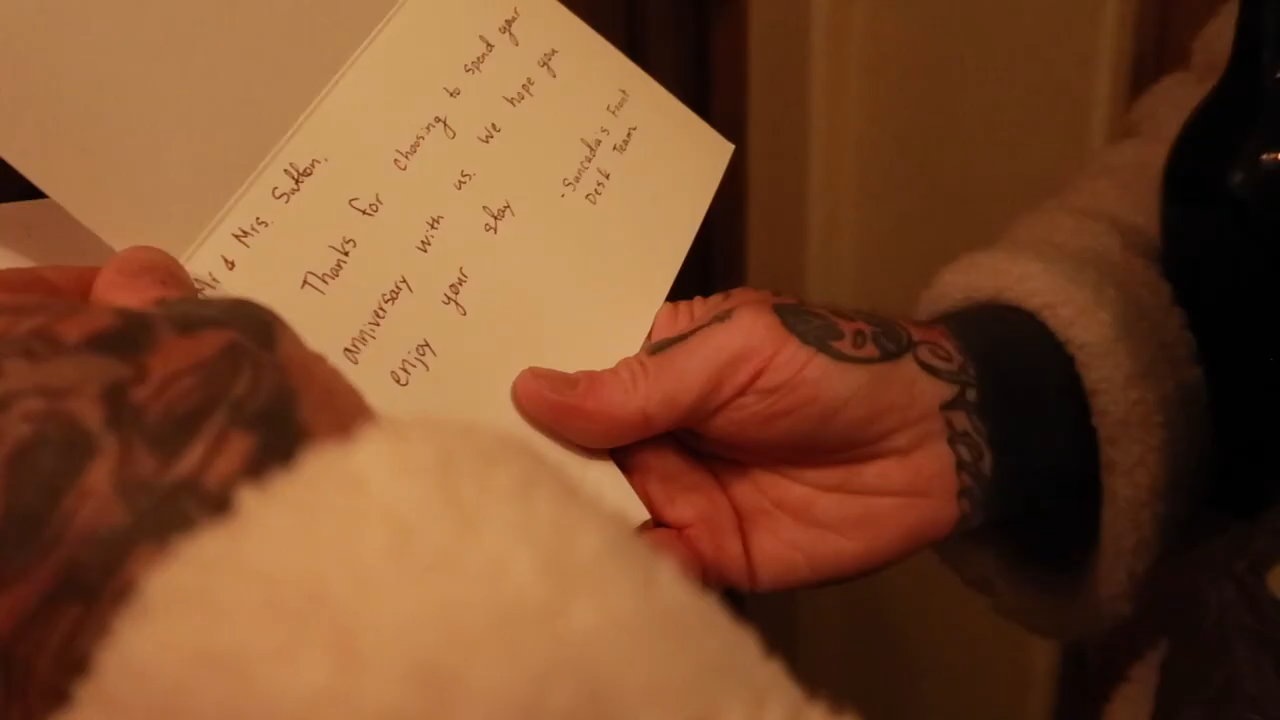 Mr & Mrs. Sutton,
Thanks for choosing to spend your
anniversary with us. We hope you
enjoy your stay
- Suncadia's Front
Desk Team